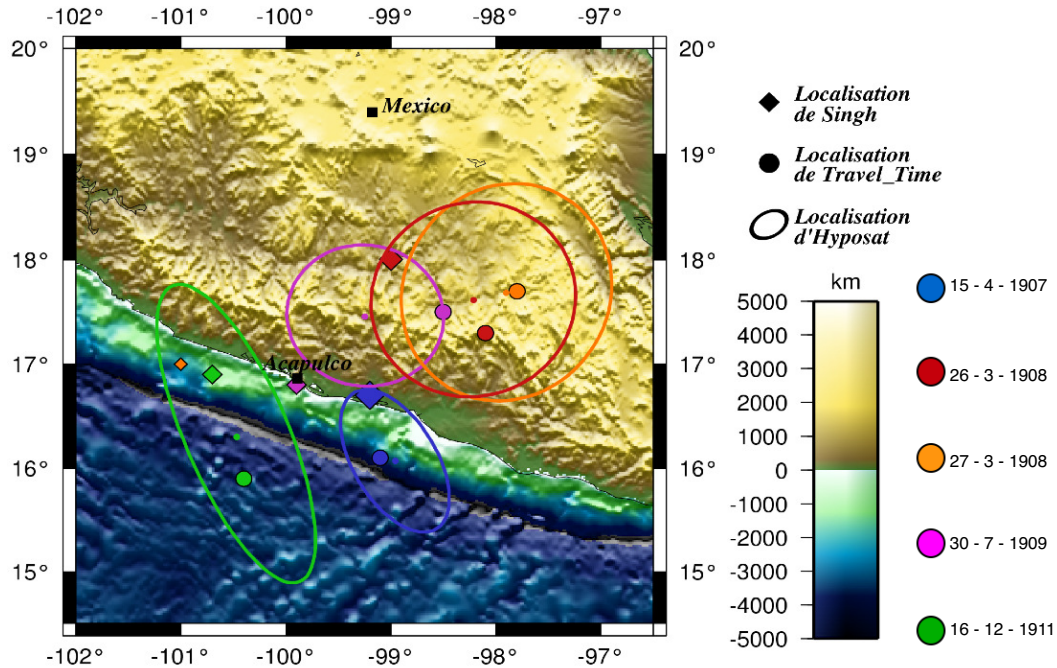 -102° -101° -100° -99° -98° -97°
20° 20°
Mexico
19° 19°
18° 18°
17° 17°
Acapulco
16° 16°
15° 15°
-102° -101° -100° -99° -98° -97°
Localisation
de Singh
Localisation
de Travel_Time
Localisation
d'Hyposat
km
5000
4000
3000
2000
1000
0
-1000
-2000
-3000
-4000
-5000
15 - 4 - 1907
26 - 3 - 1908
27 - 3 - 1908
30 - 7 - 1909
16 - 12 - 1911